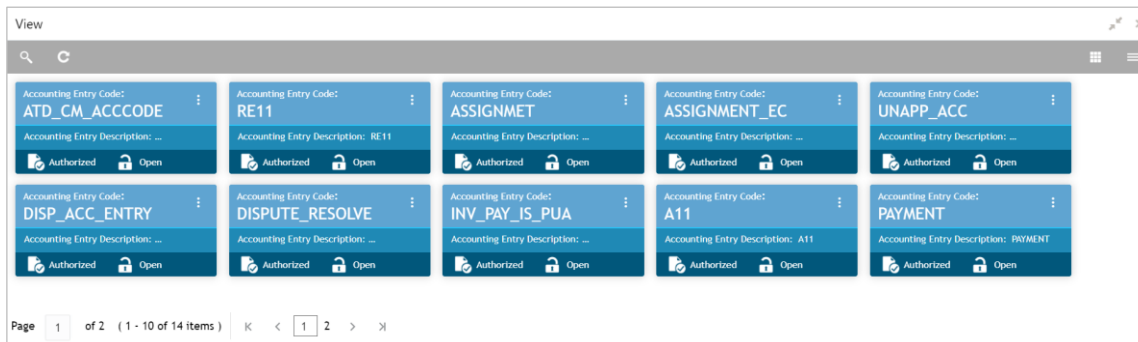 View
Accounting Entry Code:
ATD_CM_ACCCODE
Accounting Entry Description: ...
Authorized Open
Accounting Entry Code:
RE11
Accounting Entry Description: RE11
Authorized Open
Accounting Entry Code:
ASSIGNMET
Accounting Entry Description: ...
Authorized Open
Accounting Entry Code:
ASSIGNMENT_EC
Accounting Entry Description: ...
Authorized Open
Accounting Entry Code:
UNAPP_ACC
Accounting Entry Description: ...
Authorized Open
Accounting Entry Code:
DISP_ACC_ENTRY
Accounting Entry Description: ...
Authorized Open
Accounting Entry Code:
DISPUTE_RESOLVE
Accounting Entry Description: ...
Authorized Open
Accounting Entry Code:
INV_PAY_IS_PUA
Accounting Entry Description: ...
Authorized Open
Accounting Entry Code:
A11
Accounting Entry Description: A11
Authorized Open
Accounting Entry Code:
PAYMENT
Accounting Entry Description: PAYMENT
Authorized Open
Page 1 of 2 ( 1 - 10 of 14 items ) 1 2